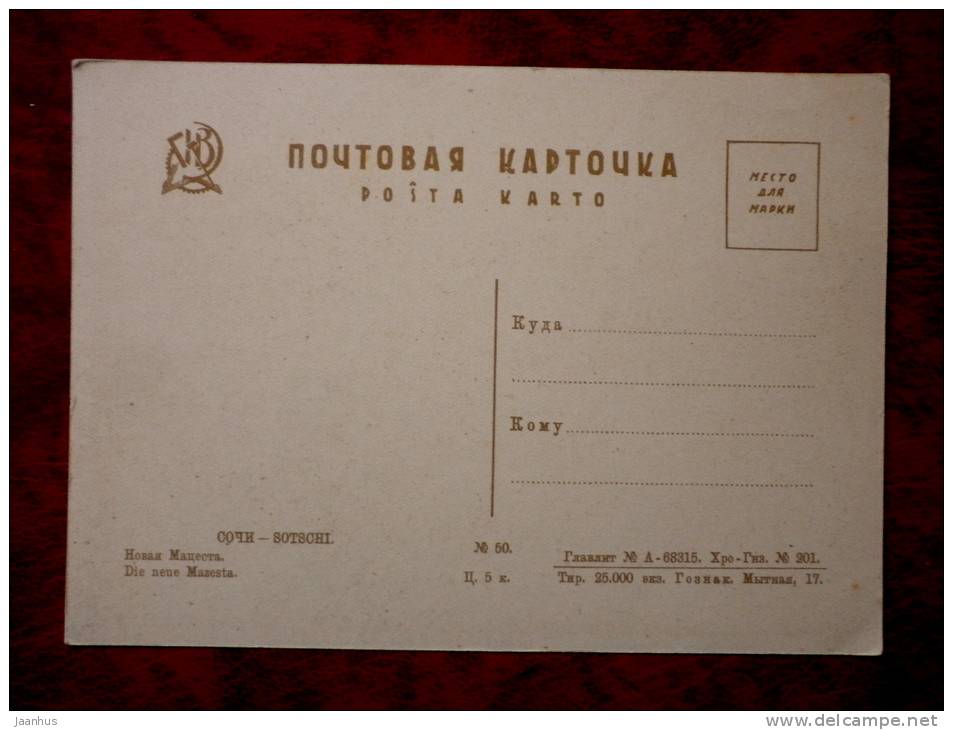 ПОЧТОВАЯ КАРТОЧКА
POŜTA KARTO
МЕСТО
ДЛЯ
МАРКИ
Куда
Кому
СОЧИ — SOTSCHI.
Новая Мацеста.
Die neue Mazesta.
№ 50.
Ц. 5 к.
Главлит № А-68315. Хро-Гиз. № 201.
Тир. 25.000 экз. Гознак. Мытная, 17.
Jaanhus
www.delcampe.net